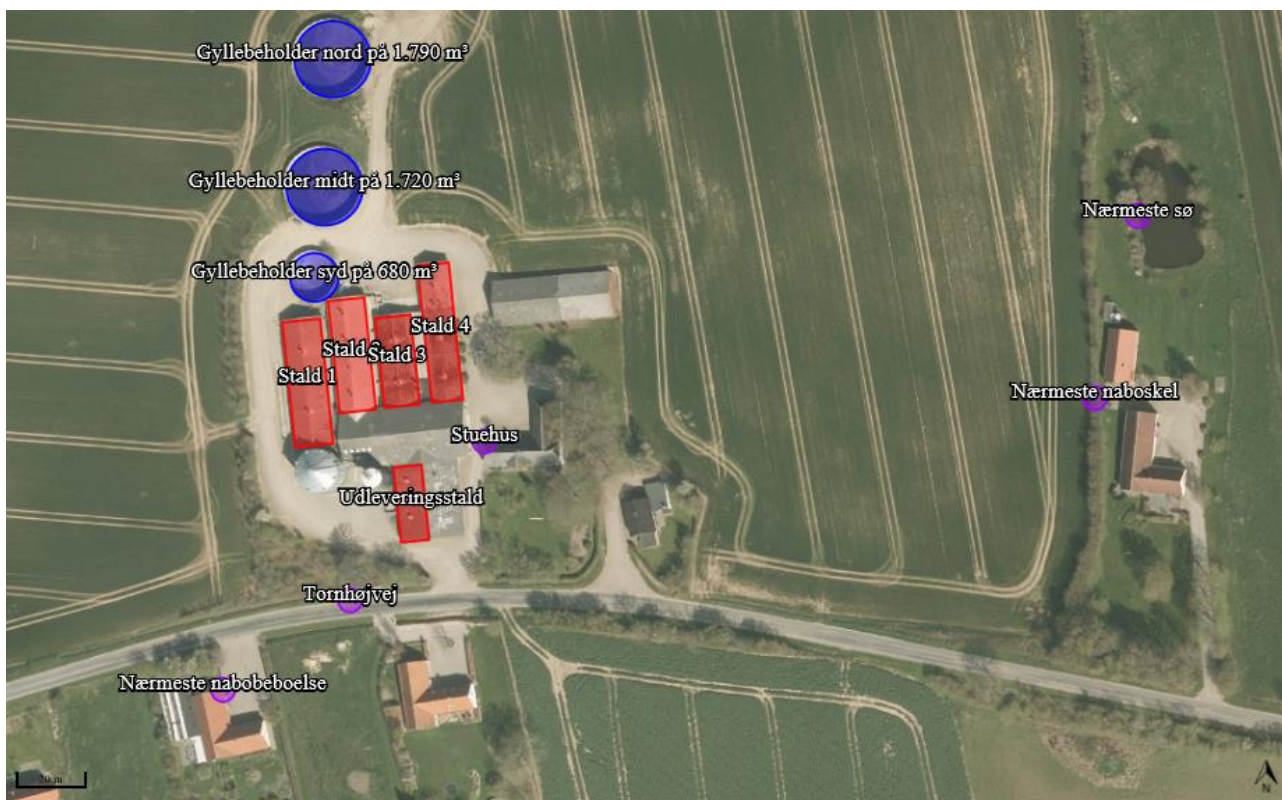 Gyllebeholder nord på 1.790 m³
Gyllebeholder midt på 1.720 m³
Nærmeste sø
Gyllebeholder syd på 680 m³
Stald 4
Stald 2
Stald 3
Stald 1
Nærmeste naboskel
Stuehus
Udleveringsstald
Tornhøjvej
Nærmeste nabobeboelse
20 m
N